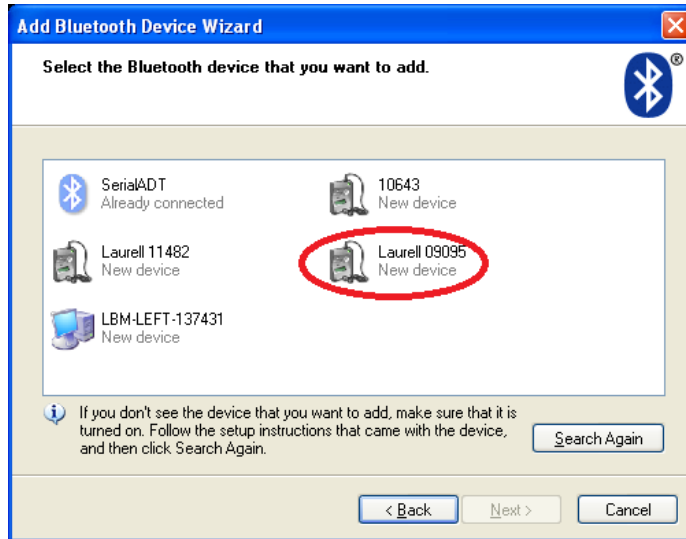 Add Bluetooth Device Wizard
Select the Bluetooth device that you want to add.
®
SerialADT
Already connected
10643
New device
Laurell 11482
New device
Laurell 09095
New device
LBM-LEFT-137431
New device
If you don't see the device that you want to add, make sure that it is
turned on. Follow the setup instructions that came with the device,
and then click Search Again.
Search Again
< Back
Next >
Cancel